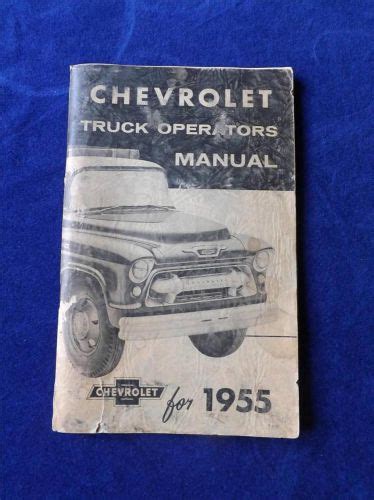 CHEVROLET
TRUCK OPERATORS
MANUAL
CHEVROLET
for 1955